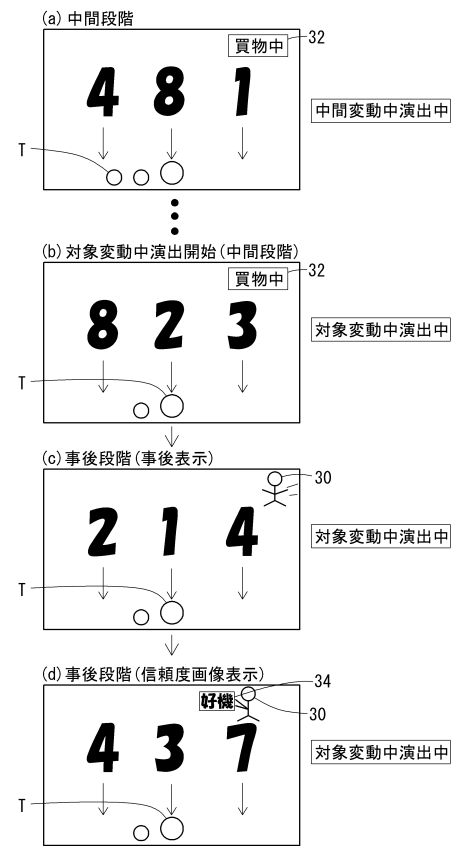 (a)中間段階
買物中
32
4 8 1
中間変動中演出中
T
(b)対象変動中演出開始(中間段階)
買物中
32
8 2 3
対象変動中演出中
T
(c)事後段階(事後表示)
30
2 1 4
対象変動中演出中
T
(d)事後段階(信頼度画像表示)
34
好機
30
4 3 7
対象変動中演出中
T